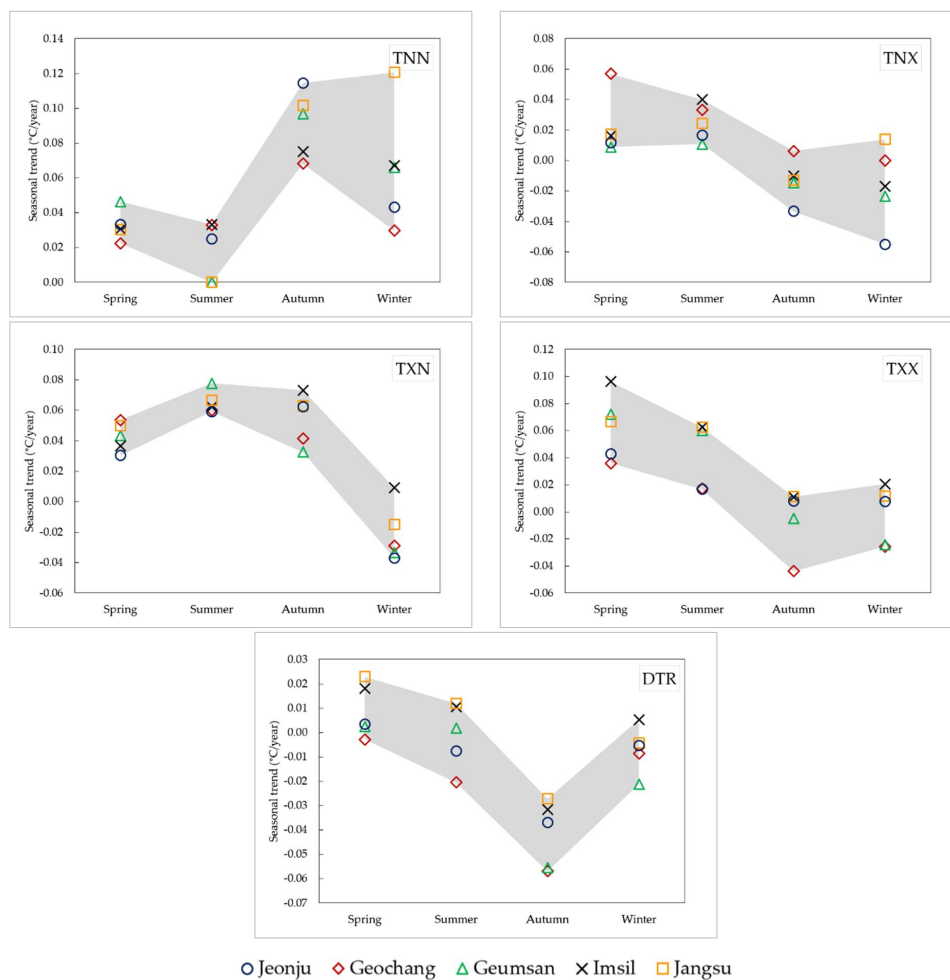 TNN
Seasonal trend (°C/year)
0.14
0.12
0.10
0.08
0.06
0.04
0.02
0.00
Spring Summer Autumn Winter
TNX
Seasonal trend (°C/year)
0.08
0.06
0.04
0.02
0.00
-0.02
-0.04
-0.06
-0.08
Spring Summer Autumn Winter
TXN
Seasonal trend (°C/year)
0.10
0.08
0.06
0.04
0.02
0.00
-0.02
-0.04
-0.06
Spring Summer Autumn Winter
TXX
Seasonal trend (°C/year)
0.12
0.10
0.08
0.06
0.04
0.02
0.00
-0.02
-0.04
-0.06
Spring Summer Autumn Winter
DTR
Seasonal trend (°C/year)
0.03
0.02
0.01
0.00
-0.01
-0.02
-0.03
-0.04
-0.05
-0.06
-0.07
Spring Summer Autumn Winter
Jeonju Geochang Geumsan Imsil Jangsu